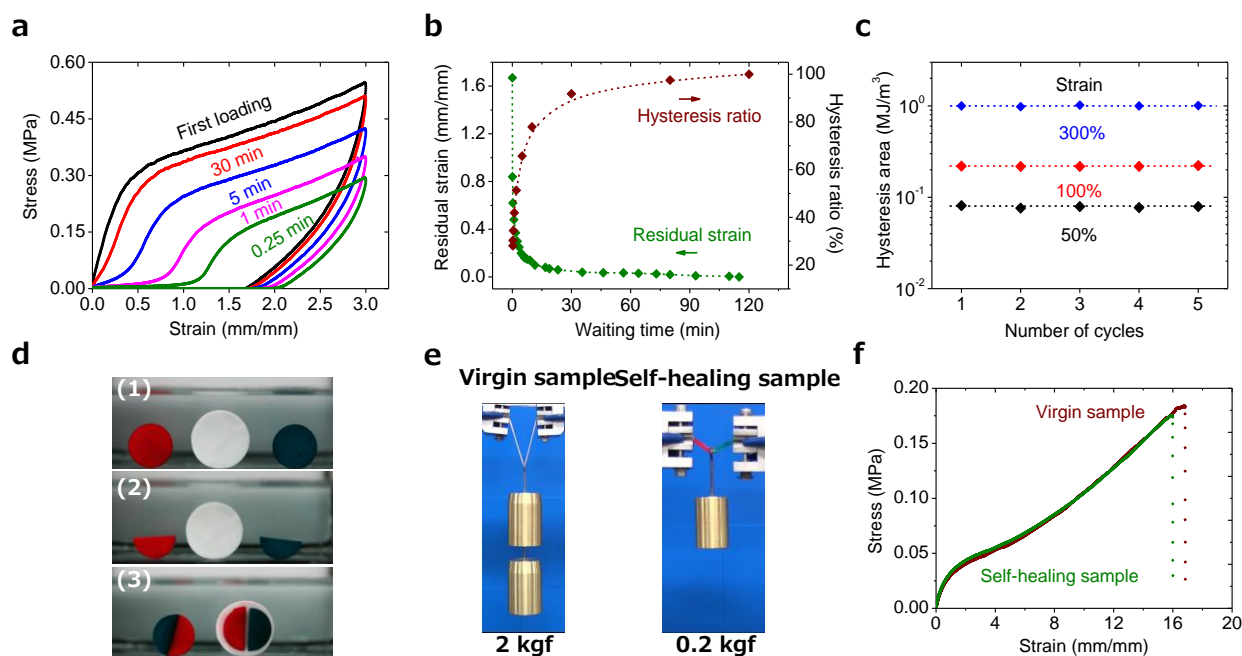 a
0.60
0.45
0.30
0.15
0.00
Stress (MPa)
First loading
30 min
5 min
1 min
0.25 min
0.0 0.5 1.0 1.5 2.0 2.5 3.0
Strain (mm/mm)
b
1.6
1.2
0.8
0.4
0.0
Residual strain (mm/mm)
Hysteresis ratio
Residual strain
100
80
60
40
20
Hysteresis ratio (%)
0 30 60 90 120
Waiting time (min)
c
10⁰
10⁻¹
10⁻²
Hysteresis area (MJ/m³)
Strain
300%
100%
50%
1 2 3 4 5
Number of cycles
d
(1)
(2)
(3)
e
Virgin sample Self-healing sample
2 kgf 0.2 kgf
f
0.20
0.15
0.10
0.05
0.00
Stress (MPa)
Virgin sample
Self-healing sample
0 4 8 12 16 20
Strain (mm/mm)